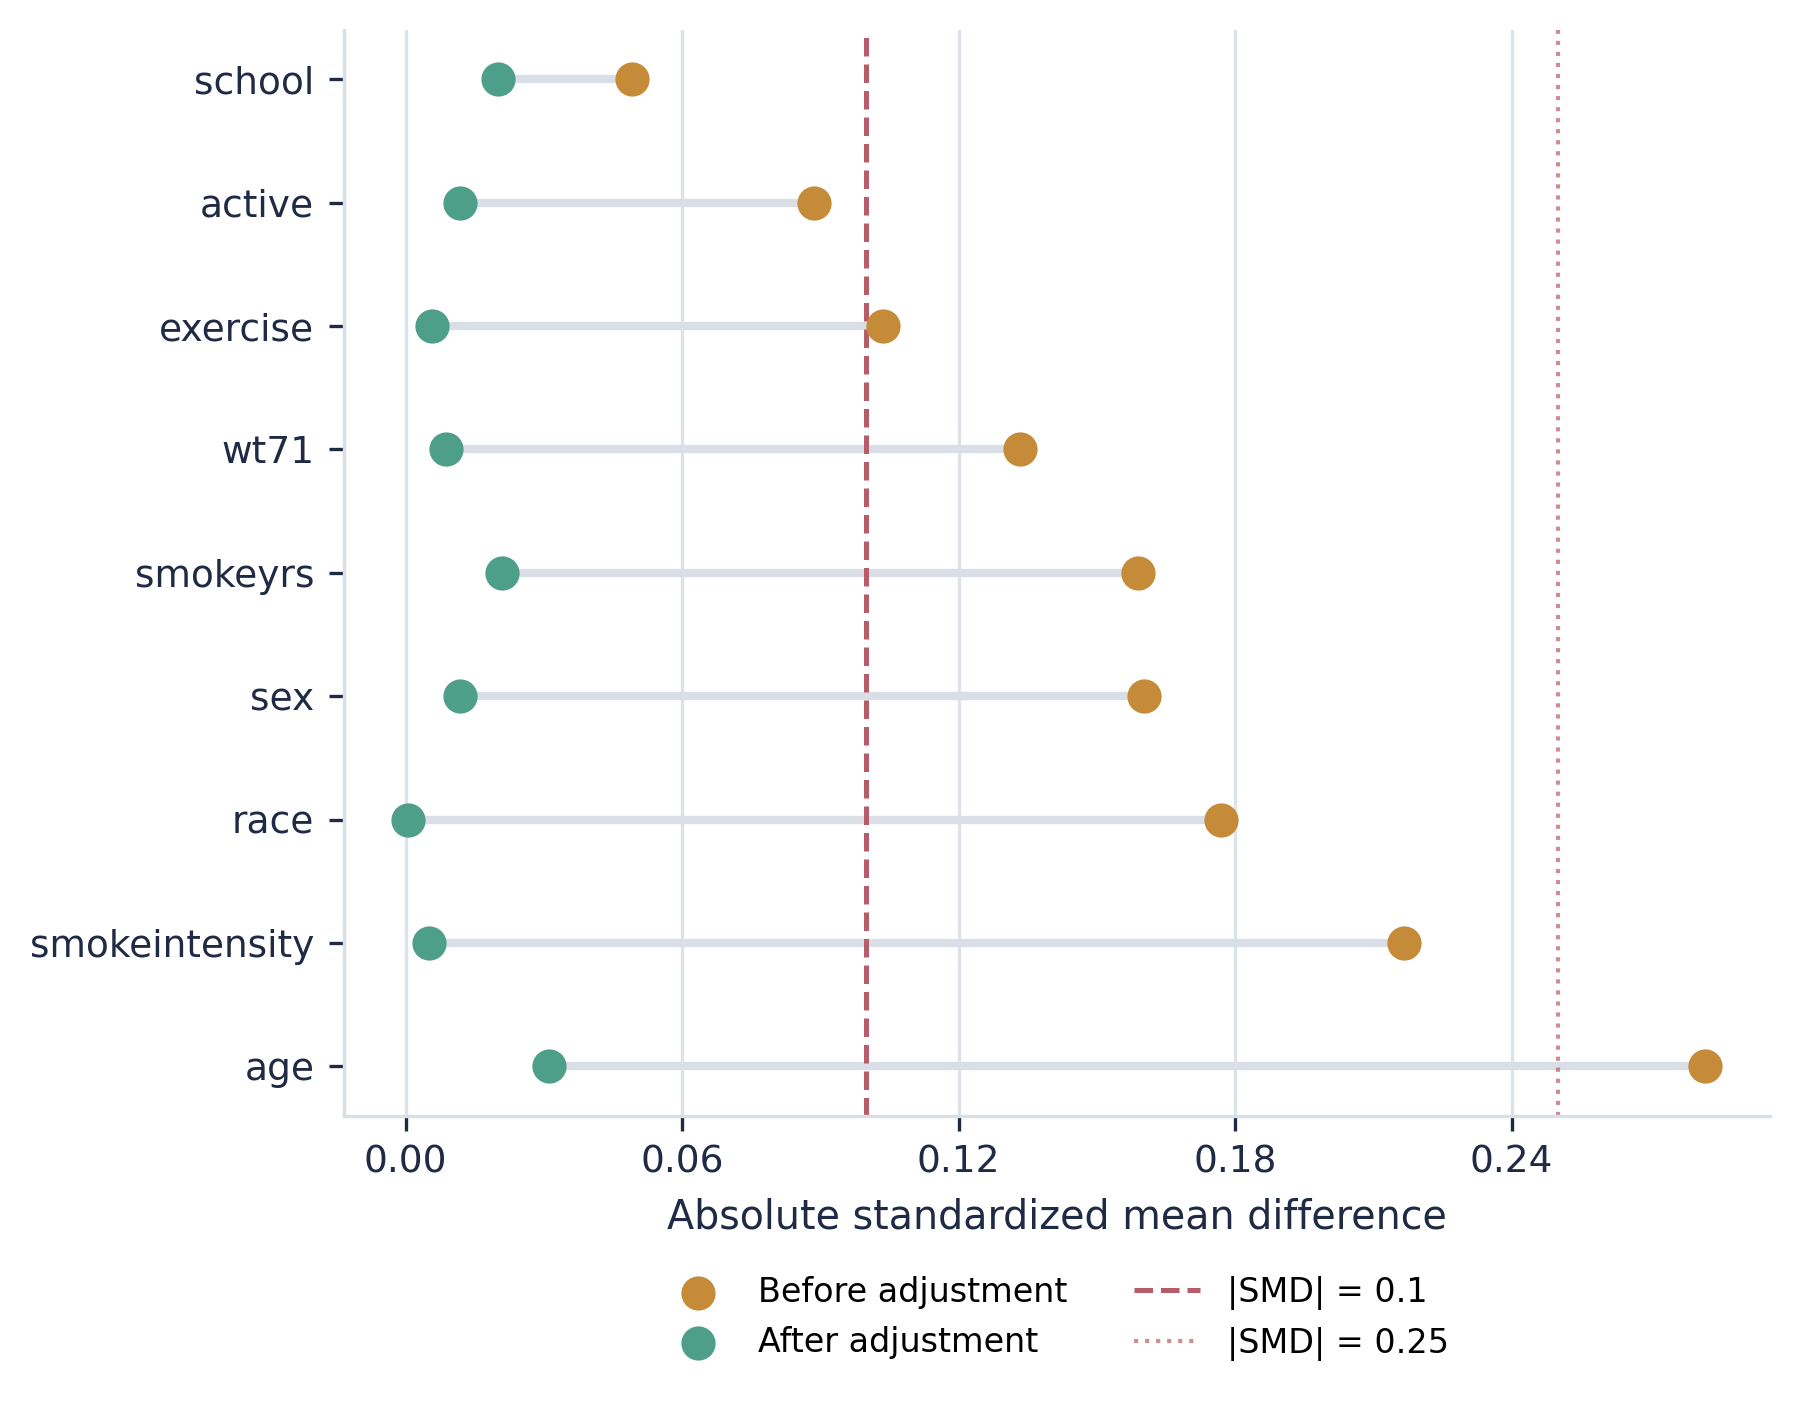 school
active
exercise
wt71
smokeyrs
sex
race
smokeintensity
age
0.00 0.06 0.12 0.18 0.24
Absolute standardized mean difference
Before adjustment |SMD| = 0.1
After adjustment |SMD| = 0.25